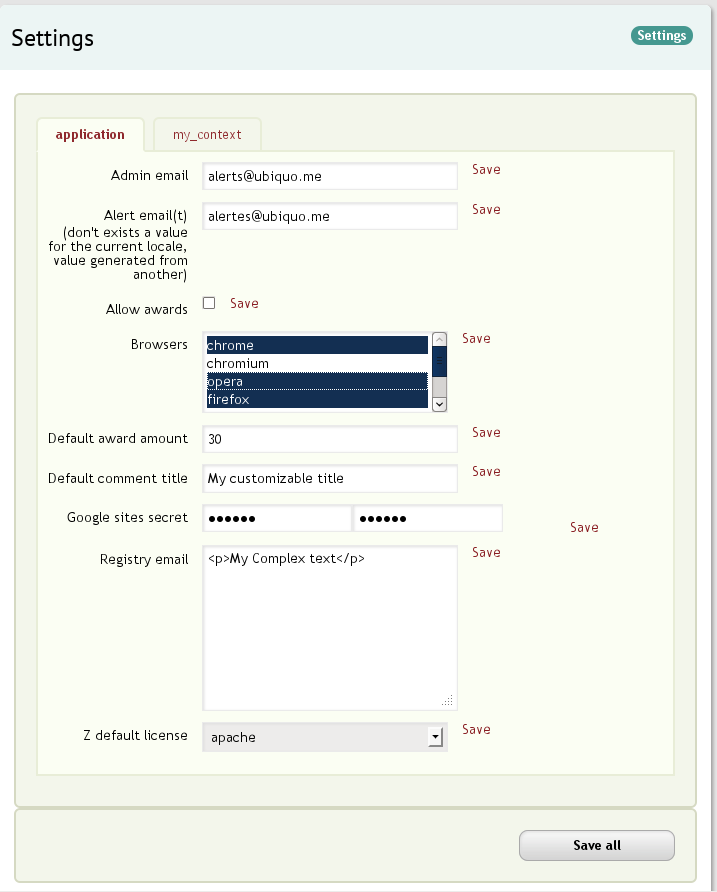 Settings
Settings
application
my_context
Admin email
alerts@ubiquo.me
Save
Alert email(t)
alertes@ubiquo.me
Save
(don't exists a value
for the current locale,
value generated from
another)
Allow awards
Save
Browsers
chrome
Save
chromium
opera
firefox
Default award amount
30
Save
Default comment title
My customizable title
Save
Google sites secret
●●●●●●
●●●●●●
Save
Registry email
<p>My Complex text</p>
Save
Z default license
apache
Save
Save all